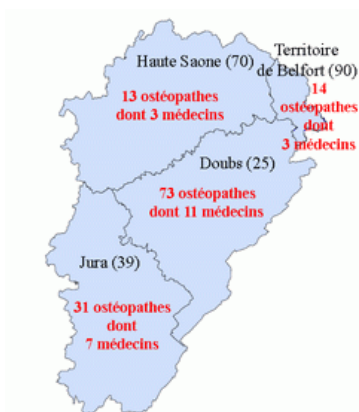 Territoire
de Belfort (90)
Haute Saone (70)
14
ostéopathes
dont
3 médecins
13 ostéopathes
dont 3 médecins
Doubs (25)
73 ostéopathes
dont 11 médecins
Jura (39)
31 ostéopathes
dont
7 médecins